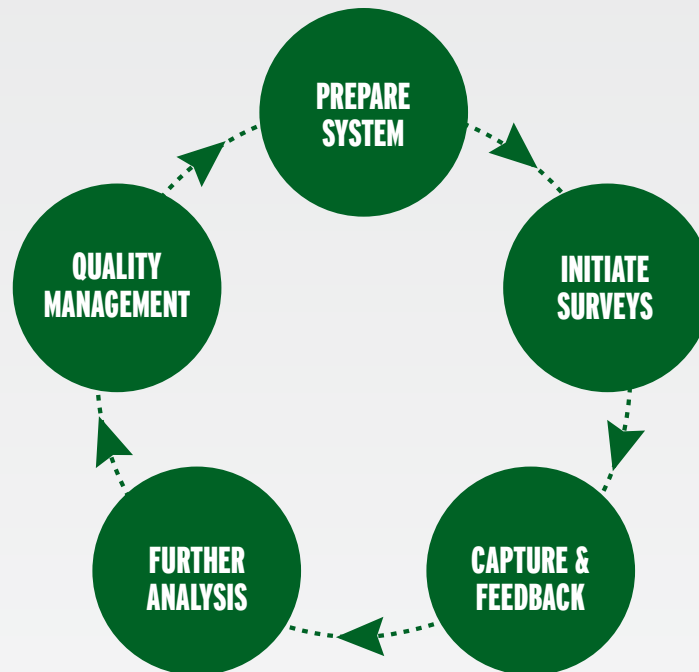 PREPARE
SYSTEM
INITIATE
SURVEYS
CAPTURE &
FEEDBACK
FURTHER
ANALYSIS
QUALITY
MANAGEMENT